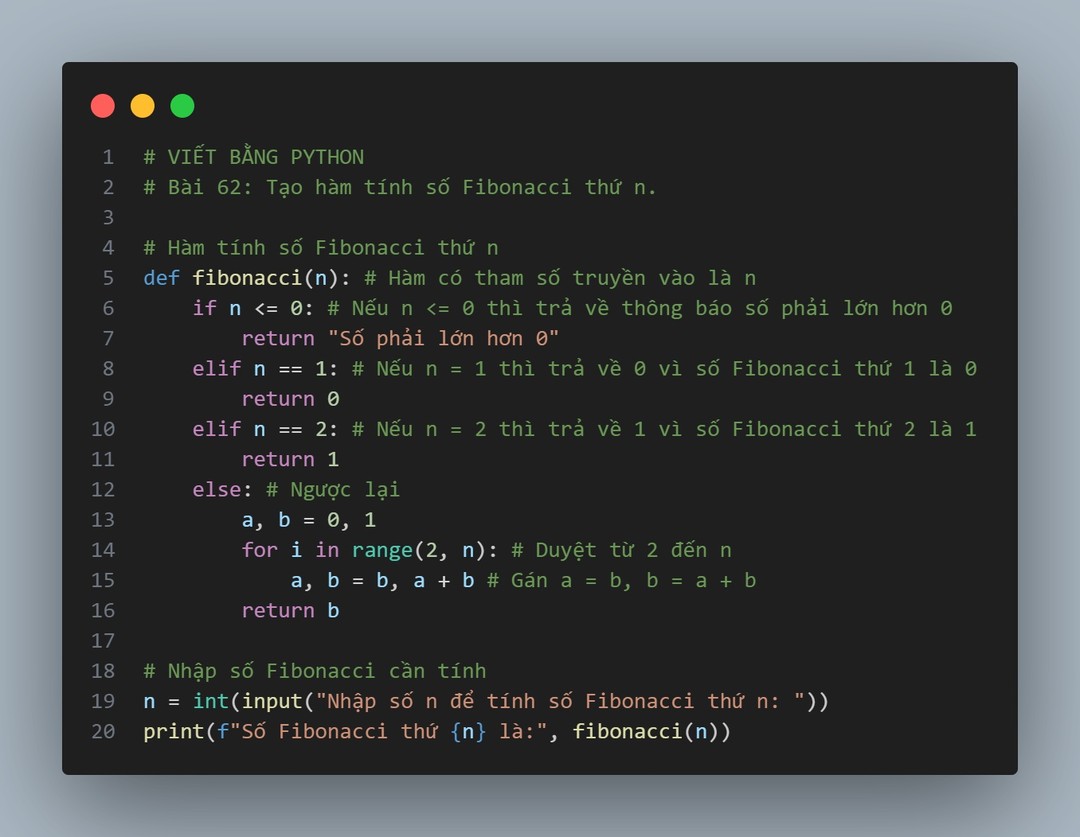 1 # VIẾT BẰNG PYTHON
2 # Bài 62: Tạo hàm tính số Fibonacci thứ n.
3
4 # Hàm tính số Fibonacci thứ n
5 def fibonacci(n): # Hàm có tham số truyền vào là n
6     if n <= 0: # Nếu n <= 0 thì trả về thông báo số phải lớn hơn 0
7         return "Số phải lớn hơn 0"
8     elif n == 1: # Nếu n = 1 thì trả về 0 vì số Fibonacci thứ 1 là 0
9         return 0
10     elif n == 2: # Nếu n = 2 thì trả về 1 vì số Fibonacci thứ 2 là 1
11         return 1
12     else: # Ngược lại
13         a, b = 0, 1
14         for i in range(2, n): # Duyệt từ 2 đến n
15             a, b = b, a + b # Gán a = b, b = a + b
16         return b
17
18 # Nhập số Fibonacci cần tính
19 n = int(input("Nhập số n để tính số Fibonacci thứ n: "))
20 print(f"Số Fibonacci thứ {n} là:", fibonacci(n))